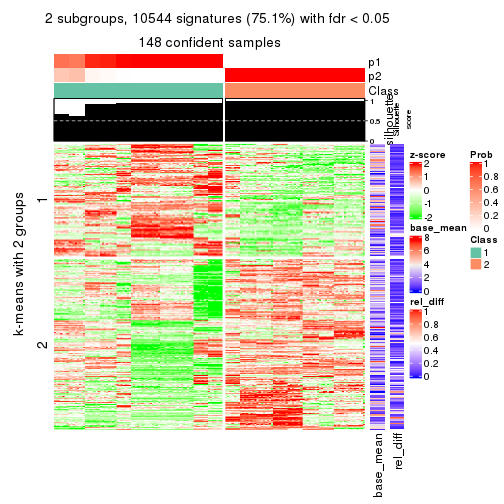 2 subgroups, 10544 signatures (75.1%) with fdr < 0.05
148 confident samples
p1
p2
Class
silhouette
Silhouette
score
1
0.5
0
k-means with 2 groups
1
2
base_mean
rel_diff
z-score
2
1
0
-1
-2
base_mean
8
6
4
2
0
rel_diff
1
0.8
0.6
0.4
0.2
0
Prob
1
0.8
0.6
0.4
0.2
0
Class
1
2